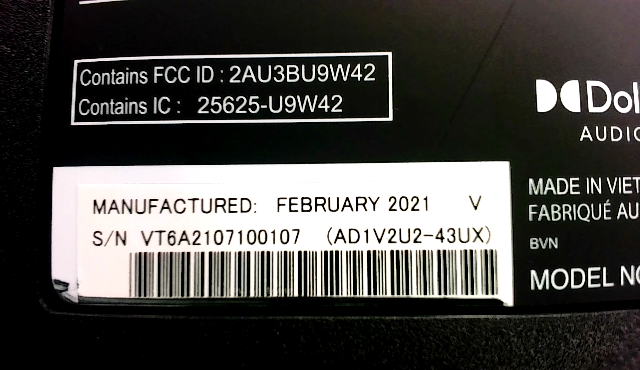 Contains FCC ID : 2AU3BU9W42
Contains IC : 25625-U9W42
AUDIO
MANUFACTURED: FEBRUARY 2021 V
S/N VT6A2107100107 (AD1V2U2-43UX)
MADE IN VIET
FABRIQUÉ AU
BVN
MODEL NO